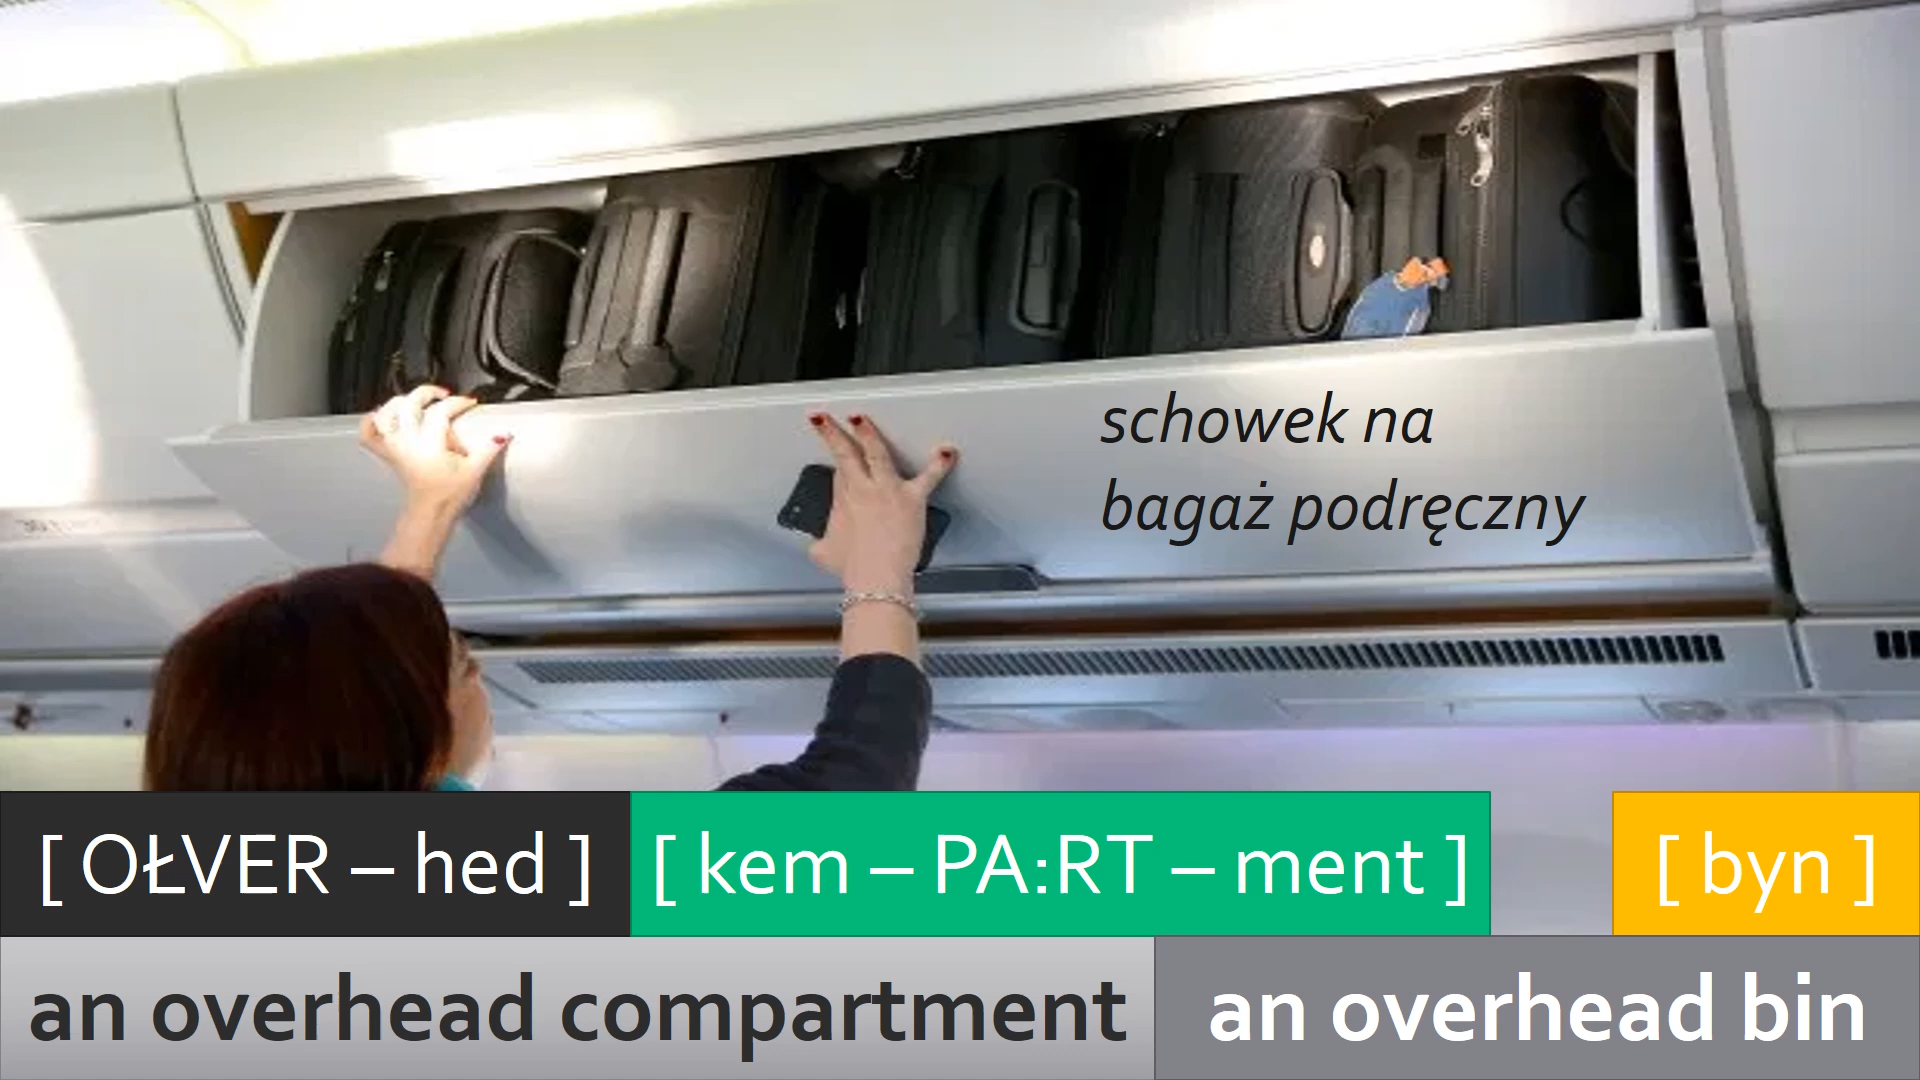 schowek na
bagaż podręczny
[ OŁVER – hed ] [ kem – PA:RT – ment ] [ byn ]
an overhead compartment an overhead bin